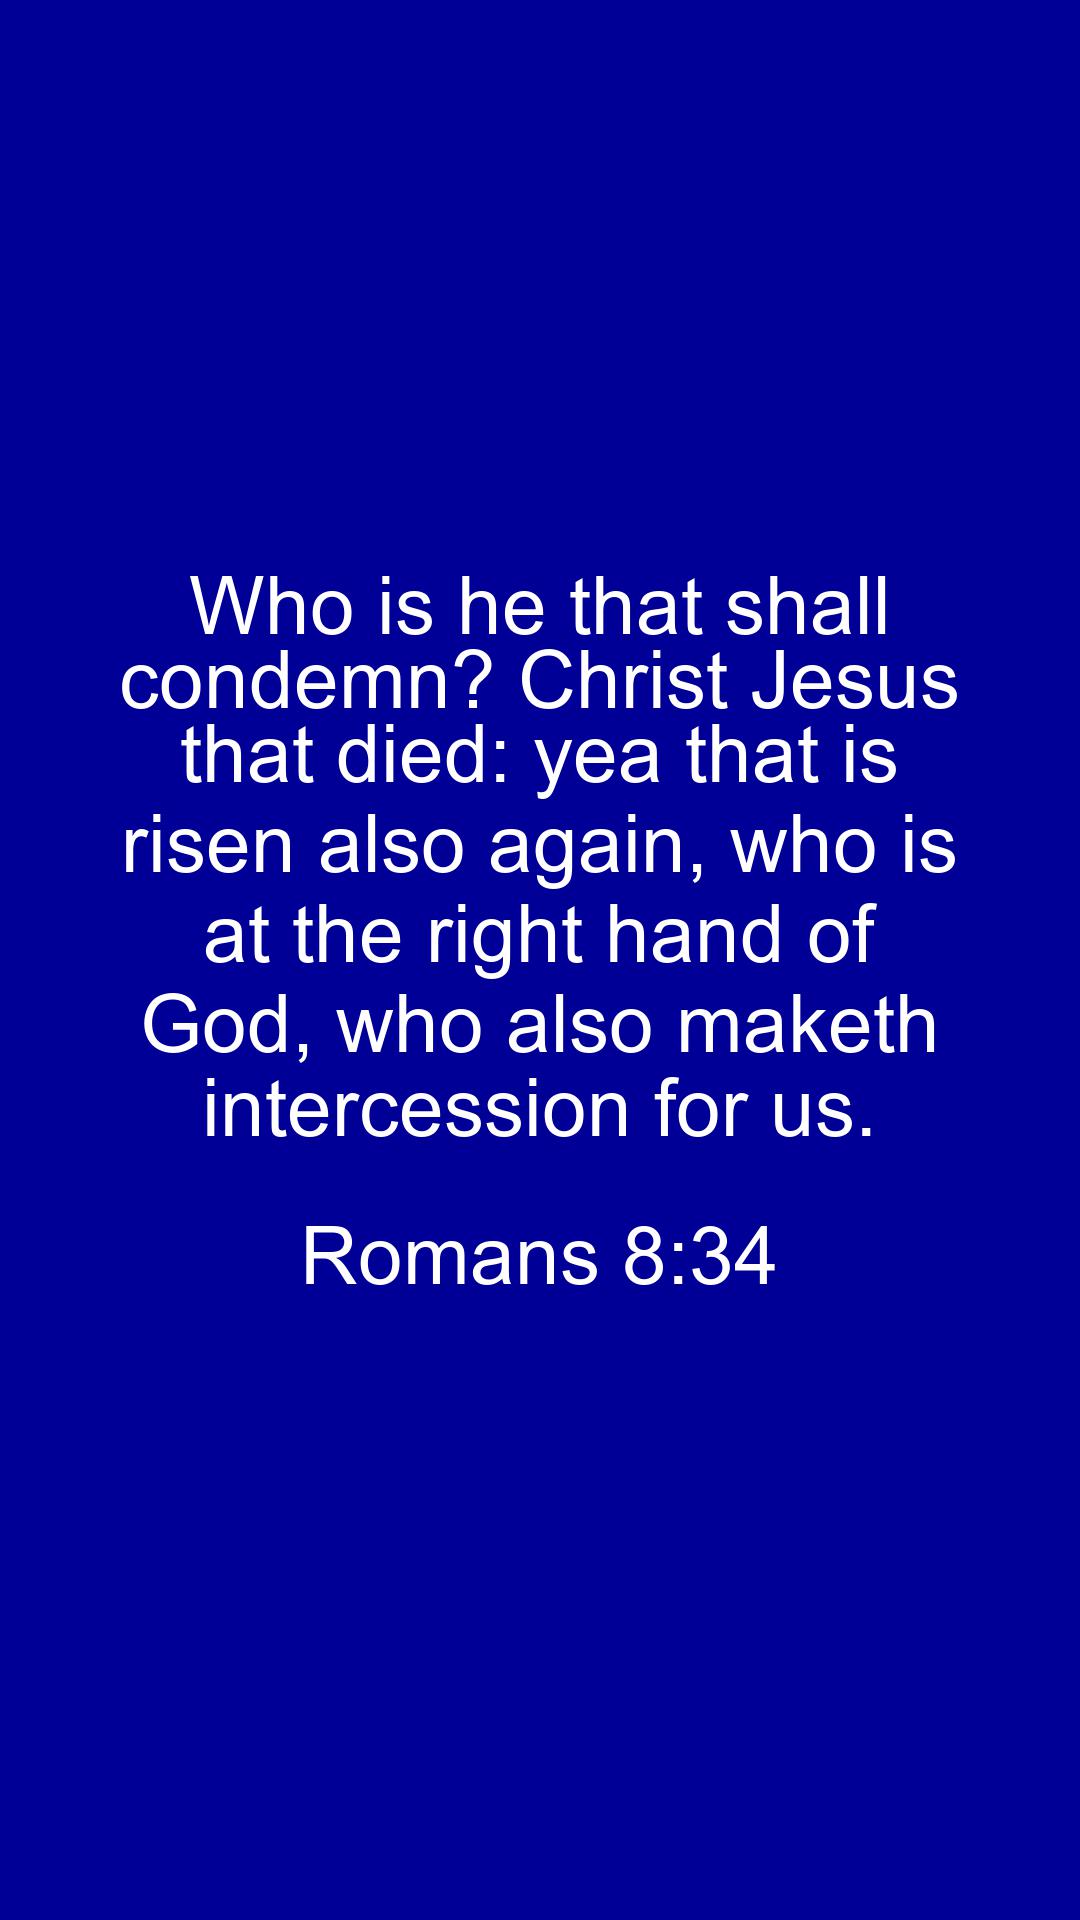 Who is he that shall
condemn? Christ Jesus
that died: yea that is
risen also again, who is
at the right hand of
God, who also maketh
intercession for us.
Romans 8:34